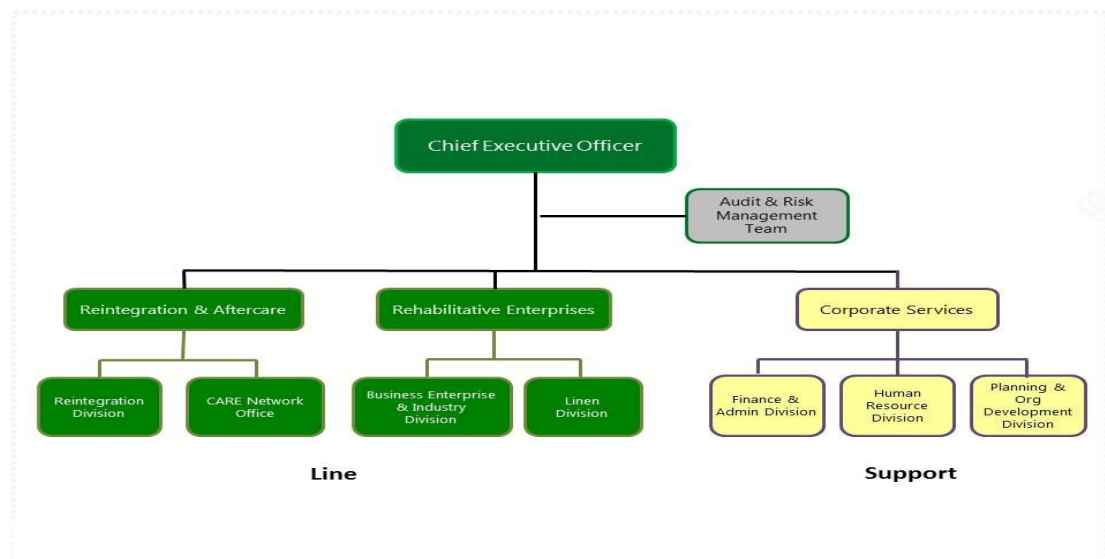 Chief Executive Officer
Audit & Risk
Management
Team
Reintegration & Aftercare
Rehabilitative Enterprises
Corporate Services
Reintegration
Division
CARE Network
Office
Business Enterprise
& Industry
Division
Linen
Division
Finance &
Admin Division
Human
Resource
Division
Planning &
Org
Development
Division
Line
Support